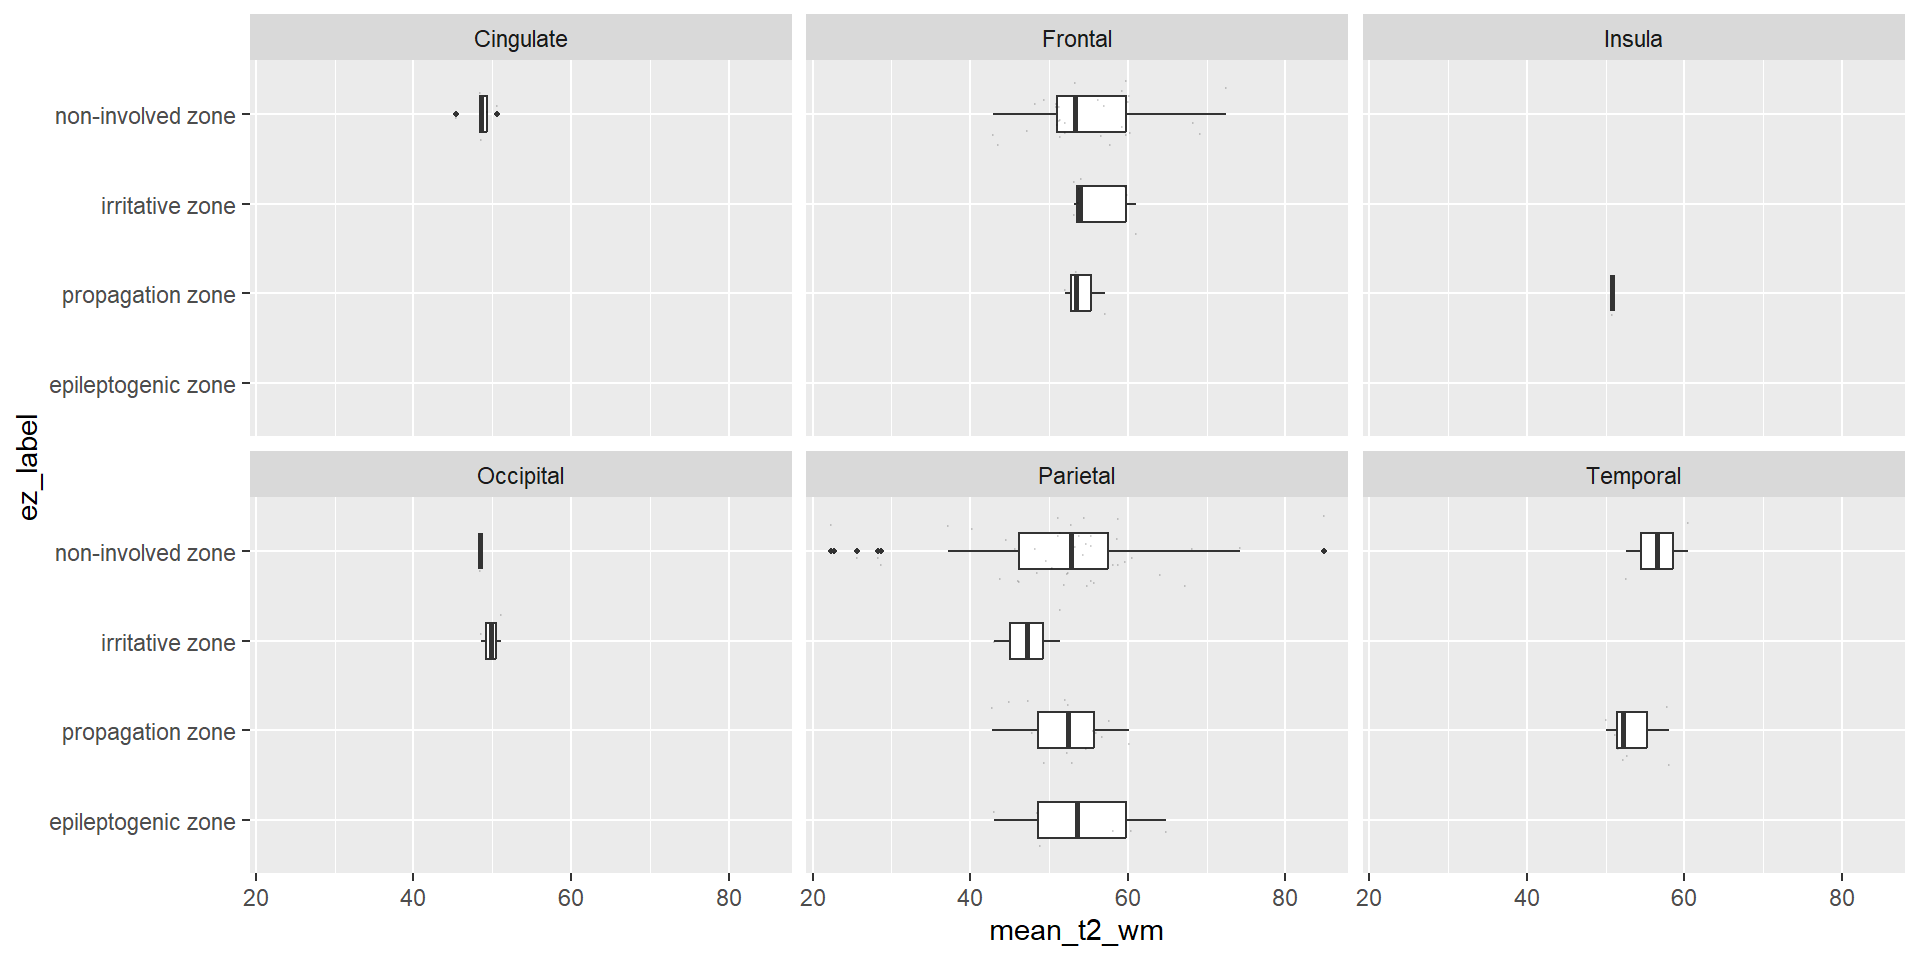 Cingulate
Frontal
Insula
non-involved zone
irritative zone
propagation zone
epileptogenic zone
ez_label
Occipital
Parietal
Temporal
non-involved zone
irritative zone
propagation zone
epileptogenic zone
20 40 60 80
20 40 60 80
20 40 60 80
mean_t2_wm